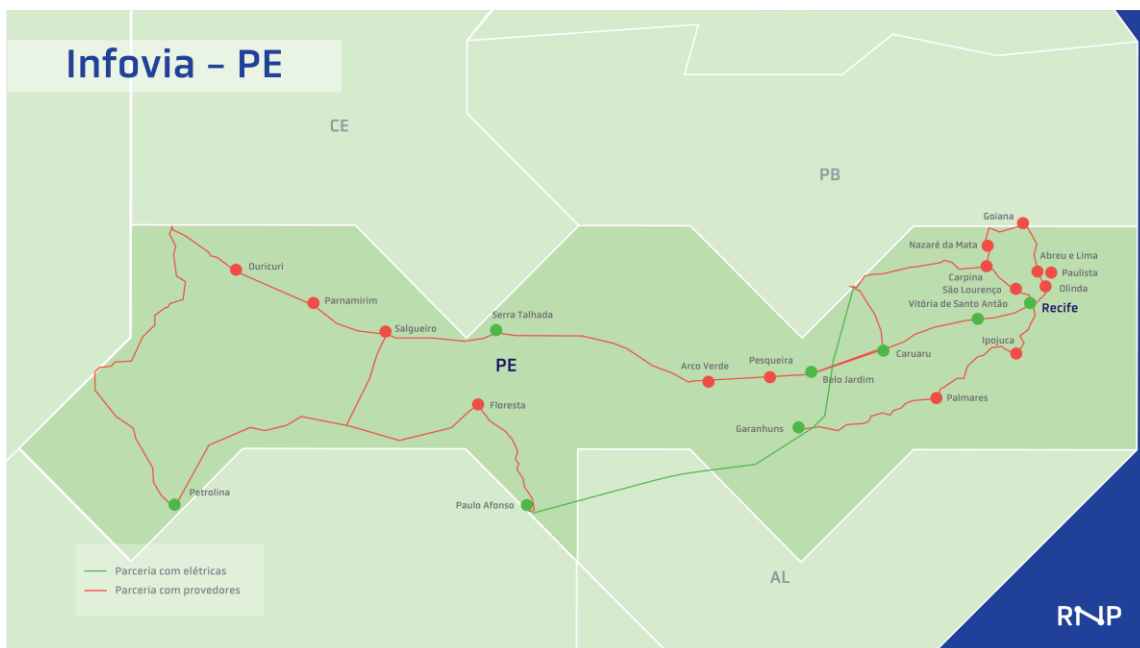 Infovia – PE
CE
PB
Goiana
Nazaré da Mata
Abreu e Lima
Ouricuri
Carpina
Paulista
São Lourenço
Olinda
Parnamirim
Vitória de Santo Antão
Recife
Serra Talhada
Salgueiro
Ipojuca
PE
Arco Verde
Pesqueira
Caruaru
Belo Jardim
Floresta
Palmares
Garanhuns
Petrolina
Paulo Afonso
Parceria com elétricas
Parceria com provedores
AL
RNP